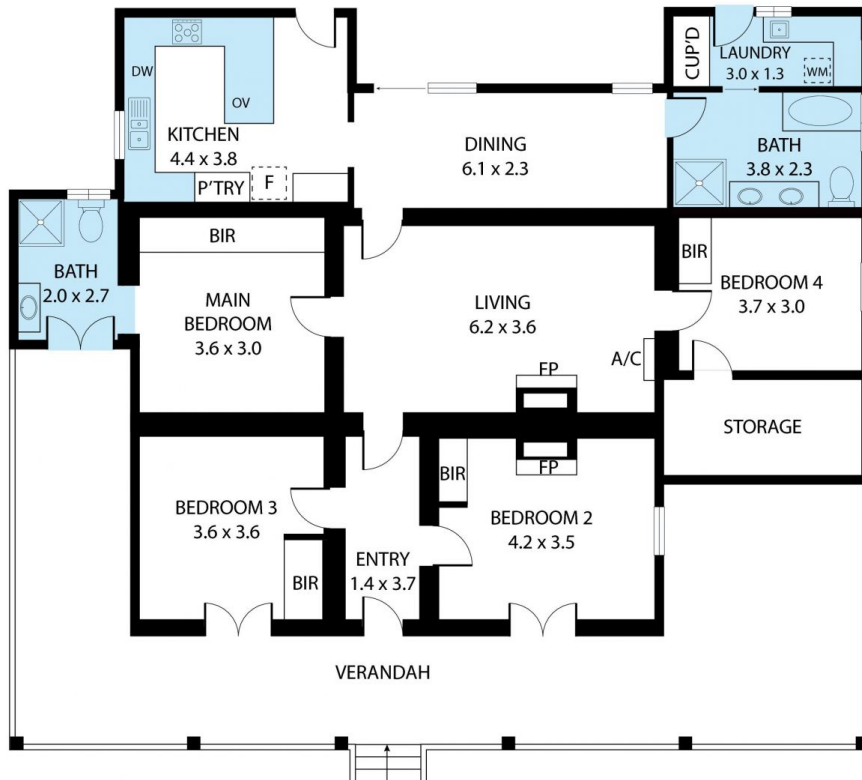 DW
OV
KITCHEN
4.4 x 3.8
P'TRY
F
DINING
6.1 x 2.3
CUP'D
LAUNDRY
3.0 x 1.3
WM
BATH
3.8 x 2.3
BATH
2.0 x 2.7
BIR
MAIN
BEDROOM
3.6 x 3.0
LIVING
6.2 x 3.6
FP
A/C
BIR
BEDROOM 4
3.7 x 3.0
STORAGE
BEDROOM 3
3.6 x 3.6
BIR
ENTRY
1.4 x 3.7
BIR
FP
BEDROOM 2
4.2 x 3.5
VERANDAH